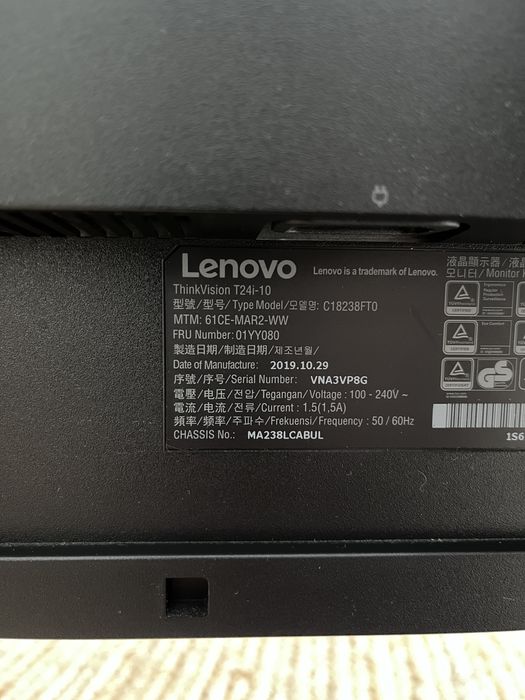 Lenovo
Lenovo is a trademark of Lenovo.
ThinkVision T24i-10
型號/型号/Type Model/모델명: C18238FT0
MTM: 61CE-MAR2-WW
FRU Number: 01YY080
製造日期/制造日期/제조년월/
Date of Manufacture: 2019.10.29
序號/序号/Serial Number: VNA3VP8G
電壓/电压/전압/Tegangan/Voltage : 100 - 240V ~
電流/电流/전류/Current : 1.5(1,5A)
頻率/频率/주파수/Frekuensi/Frequency : 50 / 60Hz
CHASSIS No.: MA238LCABUL
液晶顯示器/液晶
모니터/Monitor
1S6